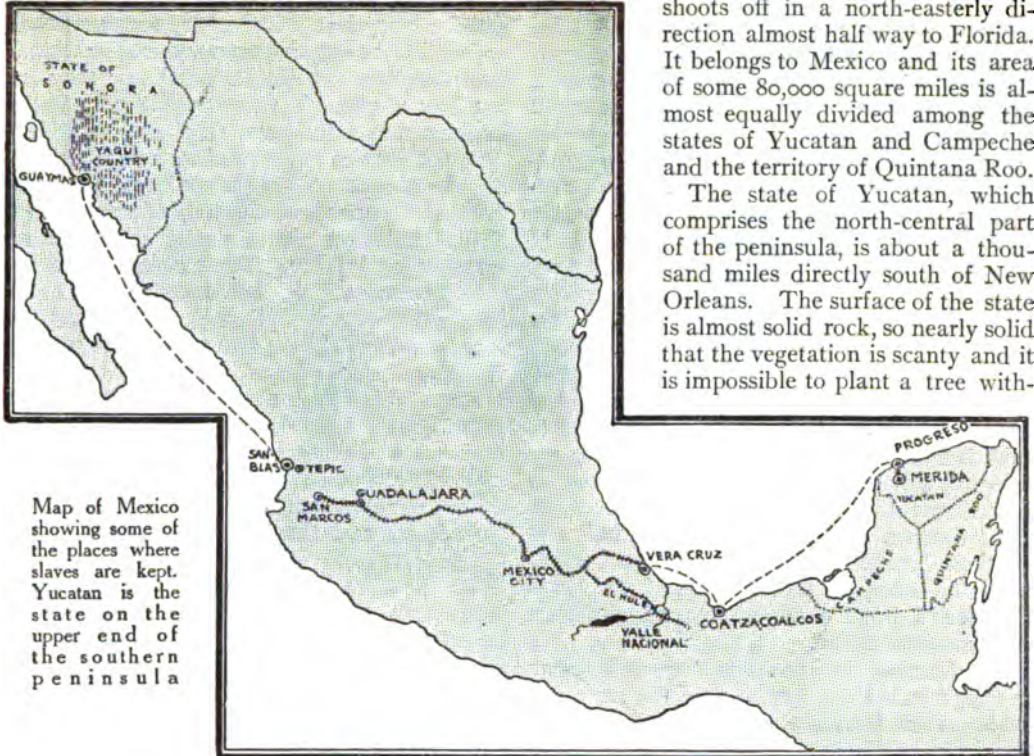 shoots off in a north-easterly di-
rection almost half way to Florida.
It belongs to Mexico and its area
of some 80,000 square miles is al-
most equally divided among the
states of Yucatan and Campeche
and the territory of Quintana Roo.
The state of Yucatan, which
comprises the north-central part
of the peninsula, is about a thou-
sand miles directly south of New
Orleans. The surface of the state
is almost solid rock, so nearly solid
that the vegetation is scanty and it
is impossible to plant a tree with-
STATE OF
SONORA
YAQUI
COUNTRY
GUAYMAS
SAN
BLAS
TEPIC
GUADALAJARA
SAN
MARCOS
MEXICO
CITY
VERA CRUZ
EL HULE
VALLE
NACIONAL
COATZACOALCOS
PROGRESO
MERIDA
YUCATAN
CAMPECHE
QUINTANA ROO
Map of Mexico
showing some of
the places where
slaves are kept.
Yucatan is the
state on the
upper end of
the southern
peninsula